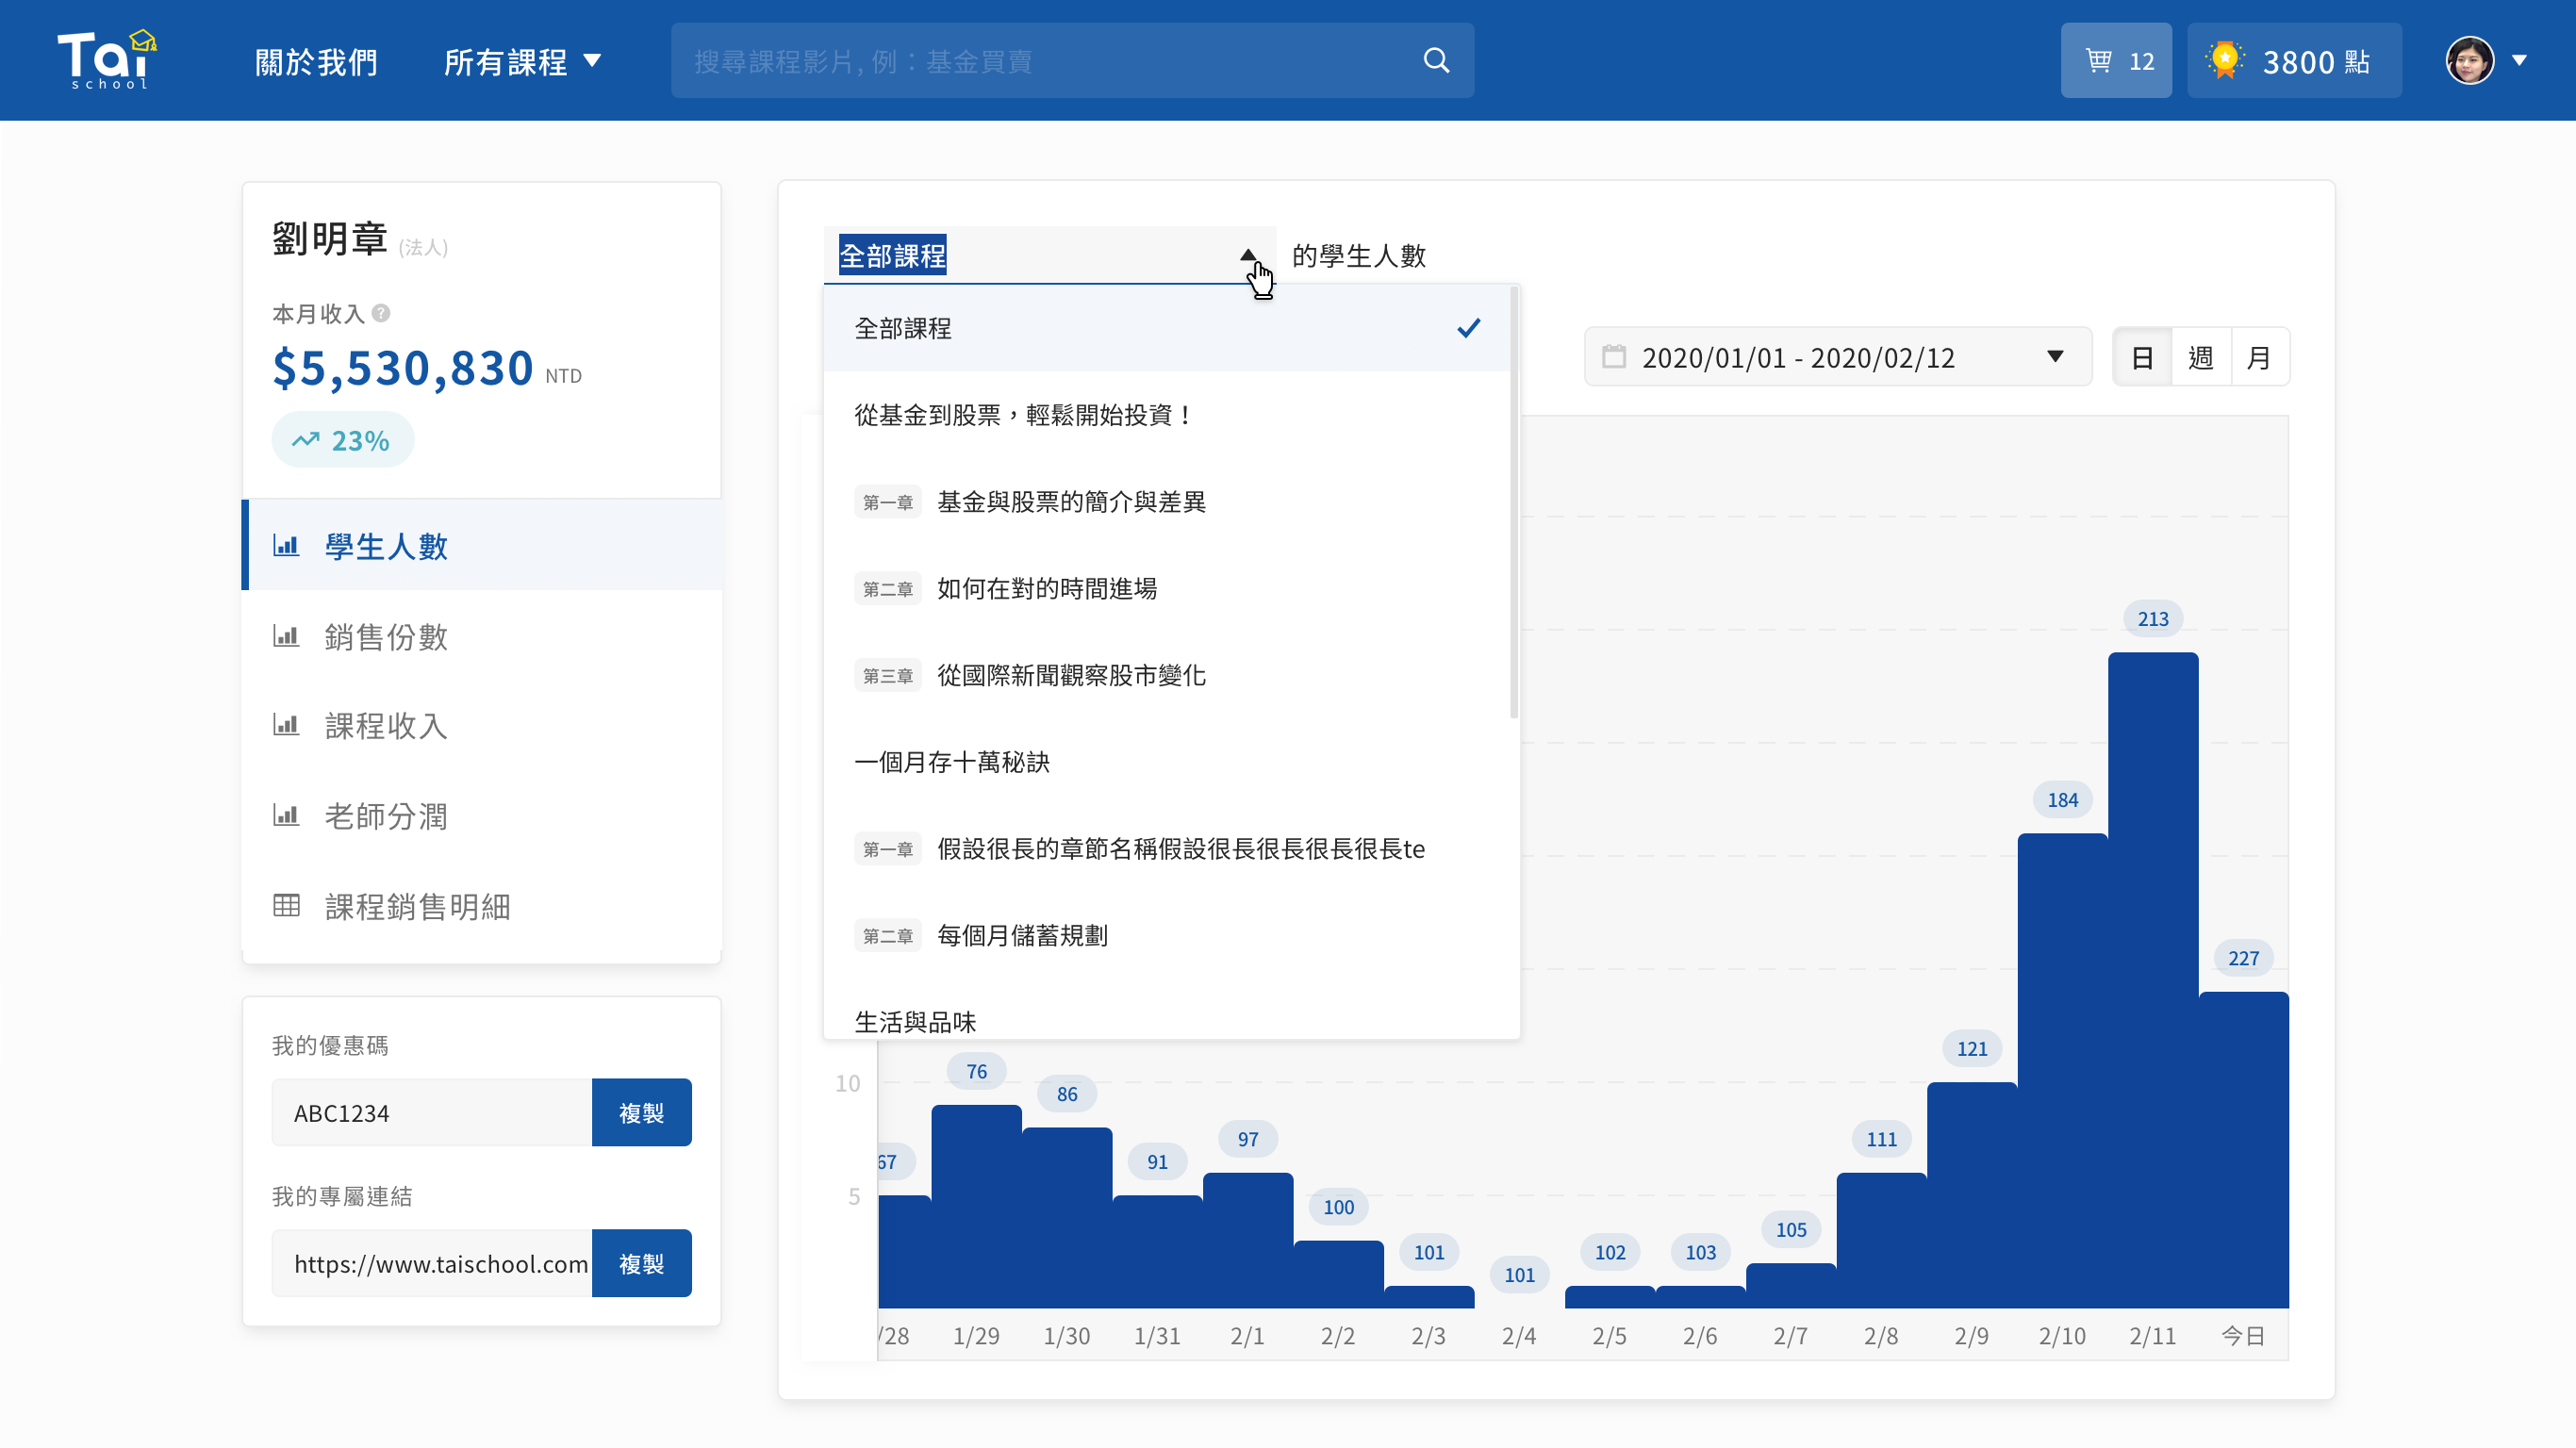 Tai
school
關於我們
所有課程
搜尋課程影片, 例：基金買賣
12
3800 點
劉明章 (法人)
本月收入 ?
$5,530,830 NTD
23%
學生人數
銷售份數
課程收入
老師分潤
課程銷售明細
我的優惠碼
ABC1234 複製
我的專屬連結
https://www.taischool.com 複製
全部課程 的學生人數
全部課程
從基金到股票，輕鬆開始投資！
第一章 基金與股票的簡介與差異
第二章 如何在對的時間進場
第三章 從國際新聞觀察股市變化
一個月存十萬秘訣
第一章 假設很長的章節名稱假設很長很長很長很長te
第二章 每個月儲蓄規劃
生活與品味
2020/01/01 - 2020/02/12
日 週 月
10
5
67
76
86
91
97
100
101
101
102
103
105
111
121
184
213
227
/28 1/29 1/30 1/31 2/1 2/2 2/3 2/4 2/5 2/6 2/7 2/8 2/9 2/10 2/11 今日